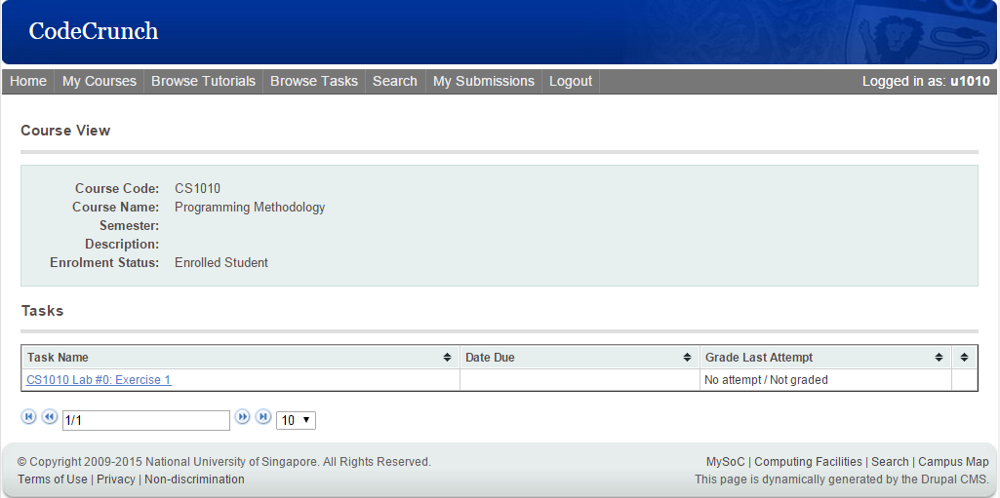 CodeCrunch
Home My Courses Browse Tutorials Browse Tasks Search My Submissions Logout Logged in as: u1010
Course View
Course Code: CS1010
Course Name: Programming Methodology
Semester:
Description:
Enrolment Status: Enrolled Student
Tasks
Task Name Date Due Grade Last Attempt
CS1010 Lab #0: Exercise 1 No attempt / Not graded
1/1 10
© Copyright 2009-2015 National University of Singapore. All Rights Reserved. MySoC | Computing Facilities | Search | Campus Map
Terms of Use | Privacy | Non-discrimination This page is dynamically generated by the Drupal CMS.